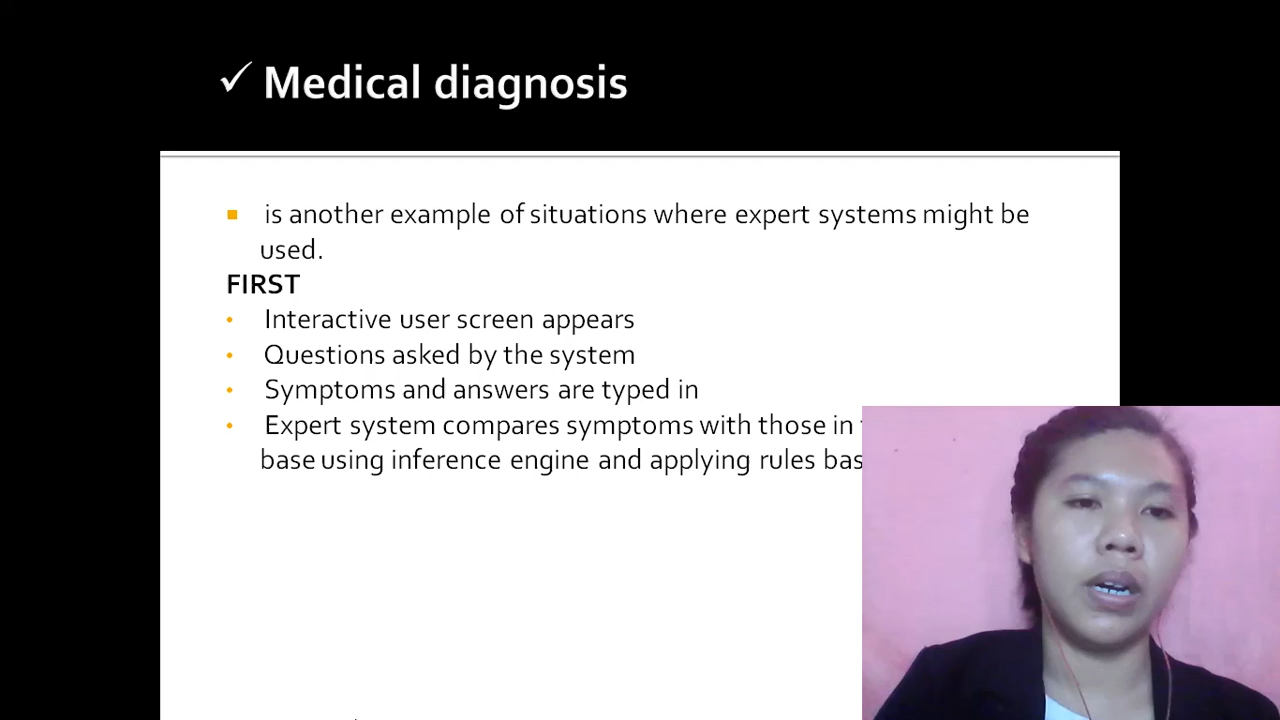 ✓ Medical diagnosis
▪ is another example of situations where expert systems might be
used.
FIRST
• Interactive user screen appears
• Questions asked by the system
• Symptoms and answers are typed in
• Expert system compares symptoms with those in
base using inference engine and applying rules